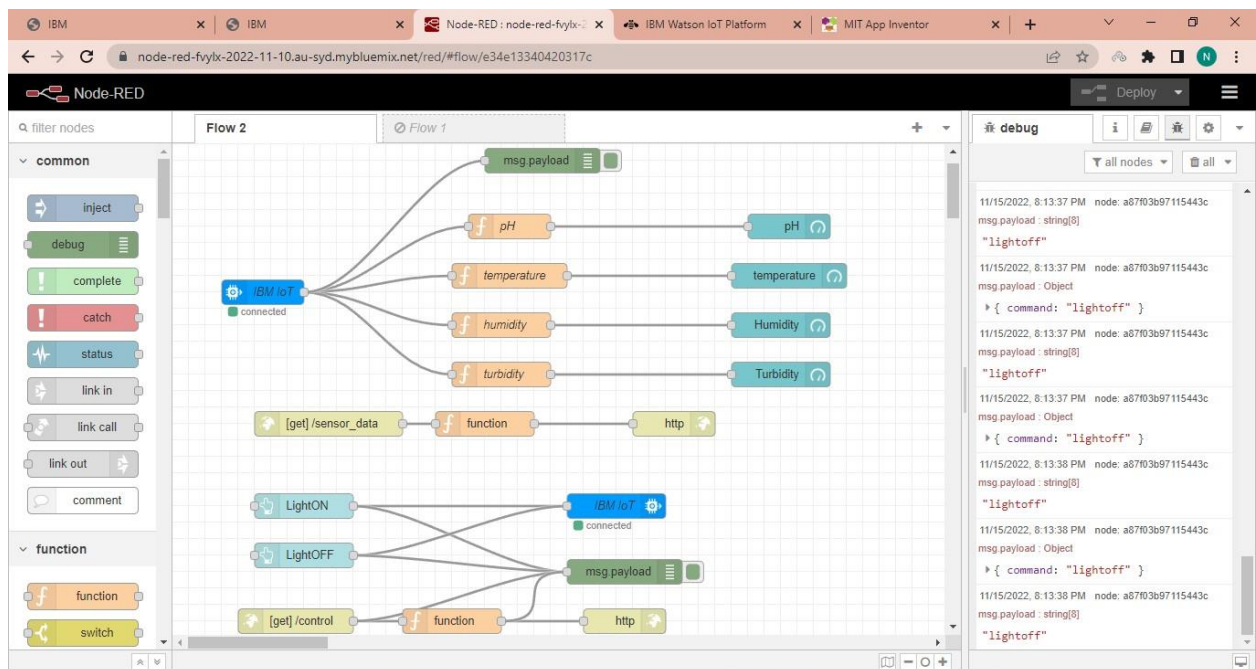 IBM
IBM
Node-RED : node-red-fvylx-2
IBM Watson IoT Platform
MIT App Inventor
node-red-fvylx-2022-11-10.au-syd.mybluemix.net/red/#flow/e34e13340420317c
N
Node-RED
Deploy
filter nodes
Flow 2
Flow 1
debug
all nodes
all
common
inject
debug
complete
catch
status
link in
link call
link out
comment
function
function
switch
msg.payload
pH
pH
temperature
temperature
IBM IoT
connected
humidity
Humidity
turbidity
Turbidity
[get] /sensor_data
function
http
LightON
IBM IoT
connected
LightOFF
msg.payload
[get] /control
function
http
11/15/2022, 8:13:37 PM node: a87f03b97115443c
msg.payload : string[8]
"lightoff"
11/15/2022, 8:13:37 PM node: a87f03b97115443c
msg.payload : Object
{ command: "lightoff" }
11/15/2022, 8:13:37 PM node: a87f03b97115443c
msg.payload : string[8]
"lightoff"
11/15/2022, 8:13:37 PM node: a87f03b97115443c
msg.payload : Object
{ command: "lightoff" }
11/15/2022, 8:13:38 PM node: a87f03b97115443c
msg.payload : string[8]
"lightoff"
11/15/2022, 8:13:38 PM node: a87f03b97115443c
msg.payload : Object
{ command: "lightoff" }
11/15/2022, 8:13:38 PM node: a87f03b97115443c
msg.payload : string[8]
"lightoff"